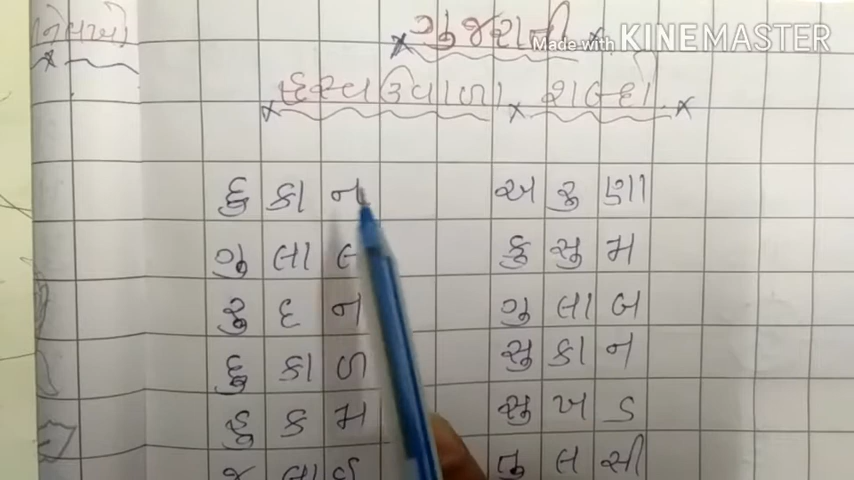 ગુજરાતી
Made with KINEMASTER
હ્રસ્વ ઉવાળા શબ્દો
દુકાન અરુણા
ગુલાલ કુસુમ
રુદન ગુલાબ
દુકાળ સુકાન
હુકમ સુખડ
જુલાઈ તુલસી